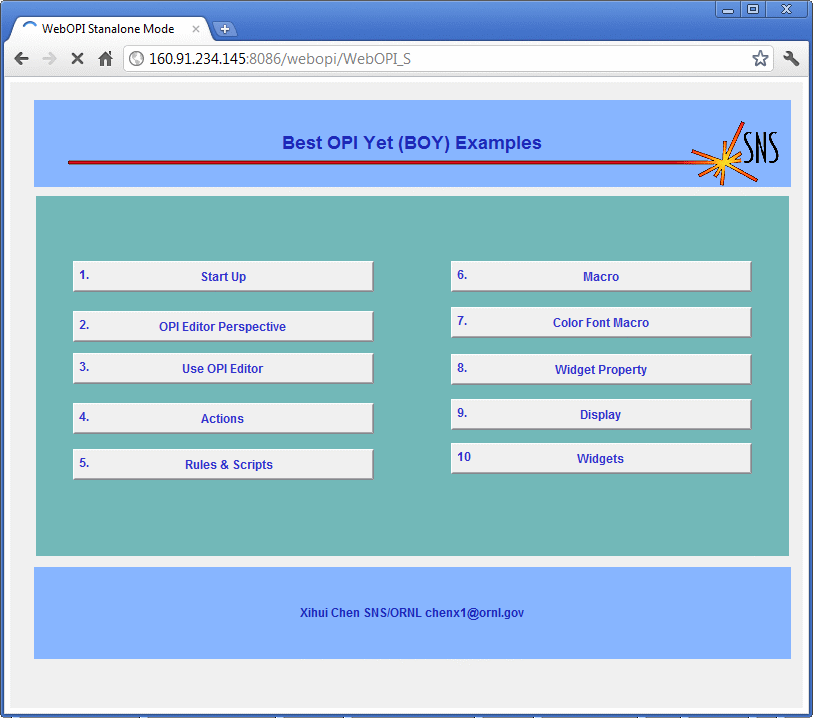 WebOPI Stanalone Mode
160.91.234.145:8086/webopi/WebOPI_S
Best OPI Yet (BOY) Examples
SNS
1. Start Up
2. OPI Editor Perspective
3. Use OPI Editor
4. Actions
5. Rules & Scripts
6. Macro
7. Color Font Macro
8. Widget Property
9. Display
10 Widgets
Xihui Chen SNS/ORNL chenx1@ornl.gov